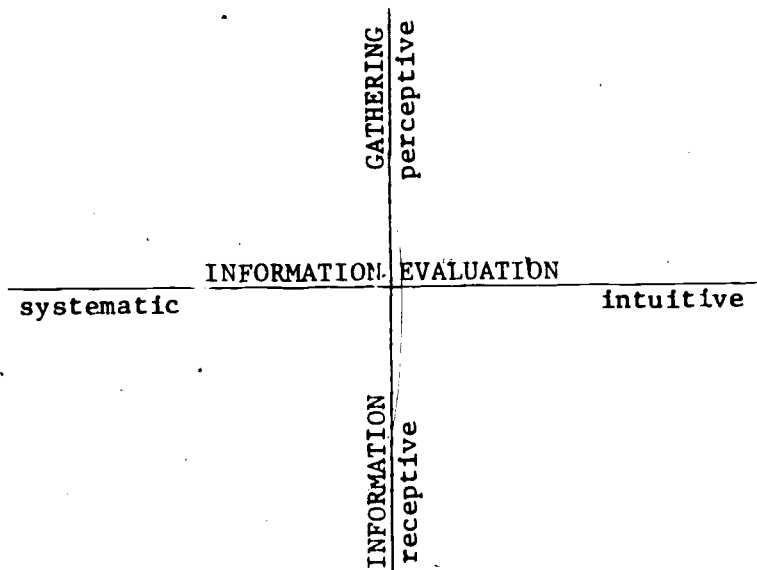 GATHERING
perceptive
INFORMATION EVALUATION
systematic
intuitive
INFORMATION
receptive